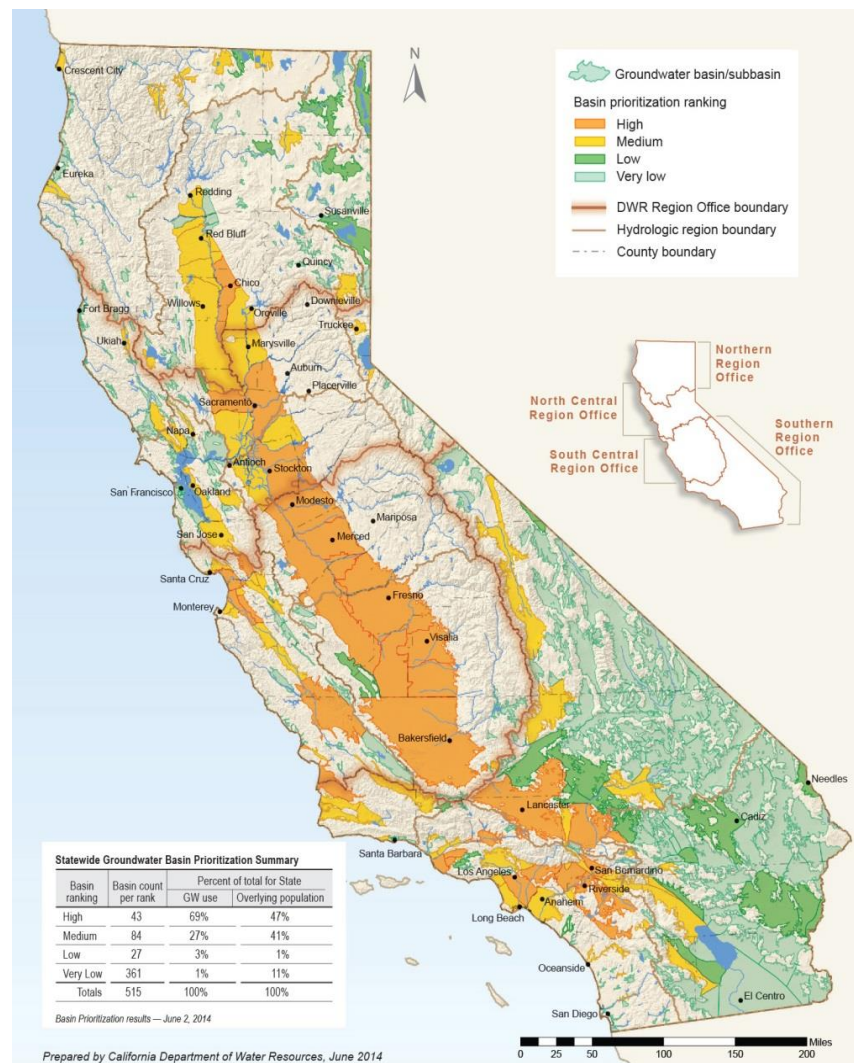 N
Groundwater basin/subbasin
Basin prioritization ranking
High
Medium
Low
Very low
DWR Region Office boundary
Hydrologic region boundary
County boundary
Crescent City
Eureka
Redding
Red Bluff
Susanville
Quincy
Chico
Willows
Oroville
Downieville
Fort Bragg
Truckee
Ukiah
Marysville
Auburn
Placerville
Sacramento
Napa
Antioch
Stockton
San Francisco
Oakland
Modesto
Mariposa
San Jose
Merced
Santa Cruz
Monterey
Fresno
Visalia
Bakersfield
Lancaster
Needles
Cadiz
Santa Barbara
Los Angeles
San Bernardino
Riverside
Anaheim
Long Beach
Oceanside
El Centro
San Diego
Northern
Region
Office
North Central
Region Office
South Central
Region Office
Southern
Region
Office
Statewide Groundwater Basin Prioritization Summary
Basin ranking Basin count per rank Percent of total for State
GW use Overlying population
High 43 69% 47%
Medium 84 27% 41%
Low 27 3% 1%
Very Low 361 1% 11%
Totals 515 100% 100%
Basin Prioritization results — June 2, 2014
0 25 50 100 150 200
Miles
Prepared by California Department of Water Resources, June 2014